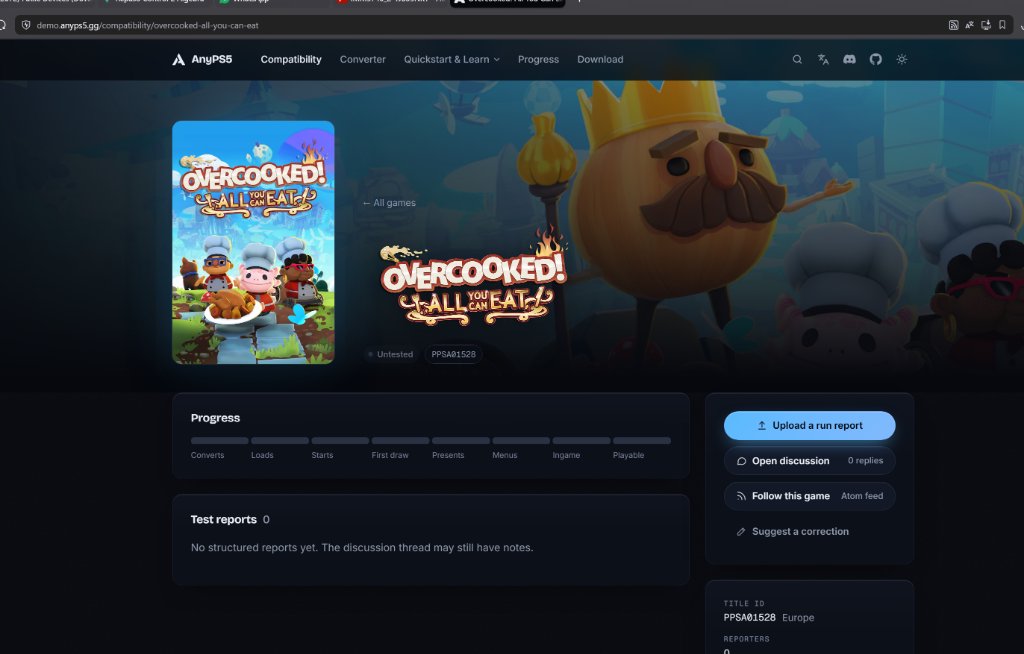 WhatsApp
demo.anyps5.gg/compatibility/overcooked-all-you-can-eat
AnyPS5
Compatibility
Converter
Quickstart & Learn
Progress
Download
OVERCOOKED!
ALL YOU CAN EAT
← All games
OVERCOOKED!
ALL YOU CAN EAT
Untested
PPSA01528
Progress
Converts
Loads
Starts
First draw
Presents
Menus
Ingame
Playable
Test reports 0
No structured reports yet. The discussion thread may still have notes.
Upload a run report
Open discussion 0 replies
Follow this game Atom feed
Suggest a correction
TITLE ID
PPSA01528 Europe
REPORTERS
0